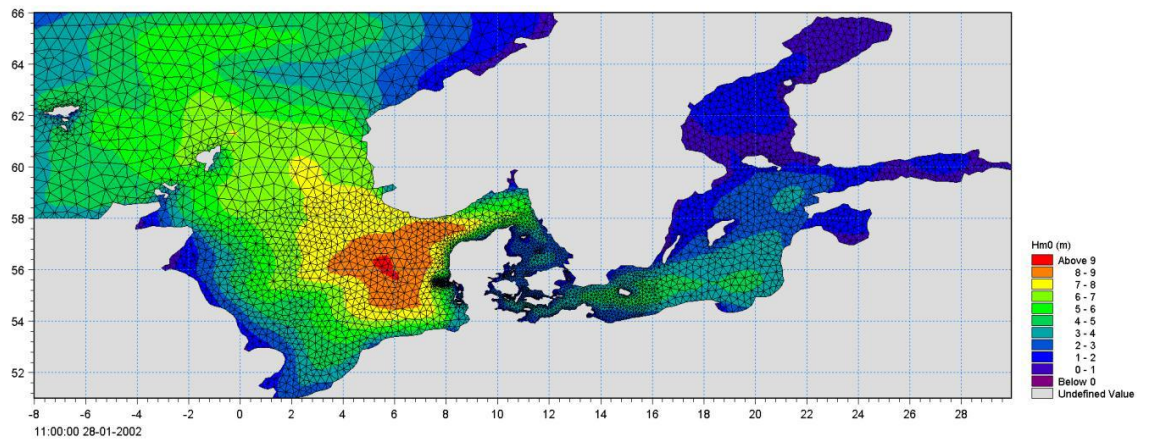 66
64
62
60
58
56
54
52
-8 -6 -4 -2 0 2 4 6 8 10 12 14 16 18 20 22 24 26 28
11:00:00 28-01-2002
Hm0 (m)
Above 9
8 - 9
7 - 8
6 - 7
5 - 6
4 - 5
3 - 4
2 - 3
1 - 2
0 - 1
Below 0
Undefined Value